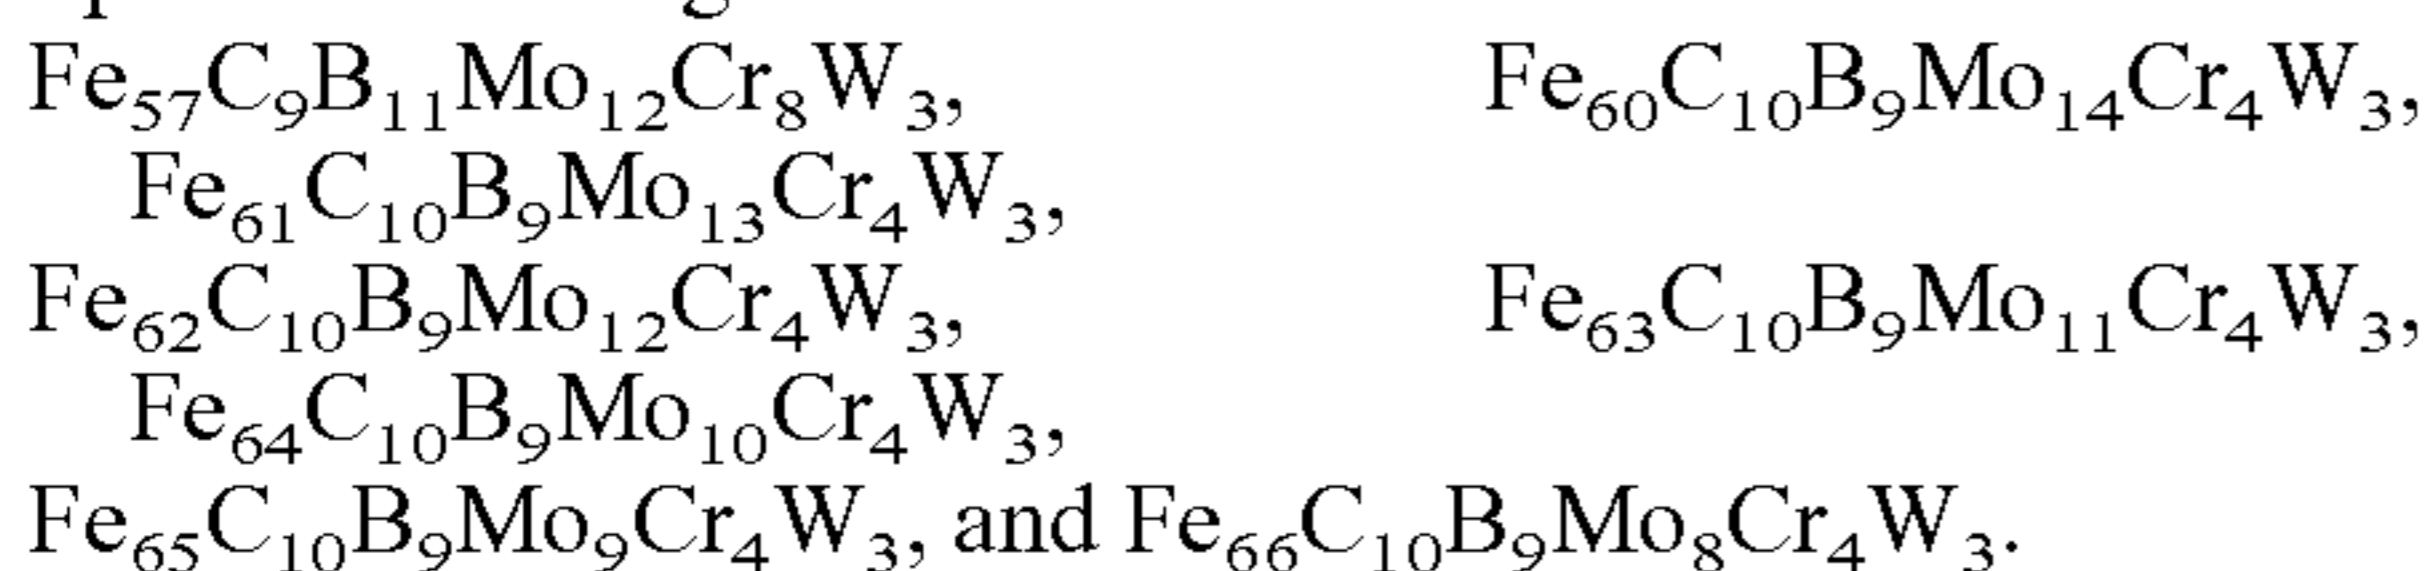 Fe₅₇C₉B₁₁Mo₁₂Cr₈W₃, Fe₆₀C₁₀B₉Mo₁₄Cr₄W₃,
Fe₆₁C₁₀B₉Mo₁₃Cr₄W₃,
Fe₆₂C₁₀B₉Mo₁₂Cr₄W₃, Fe₆₃C₁₀B₉Mo₁₁Cr₄W₃,
Fe₆₄C₁₀B₉Mo₁₀Cr₄W₃,
Fe₆₅C₁₀B₉Mo₉Cr₄W₃, and Fe₆₆C₁₀B₉Mo₈Cr₄W₃.